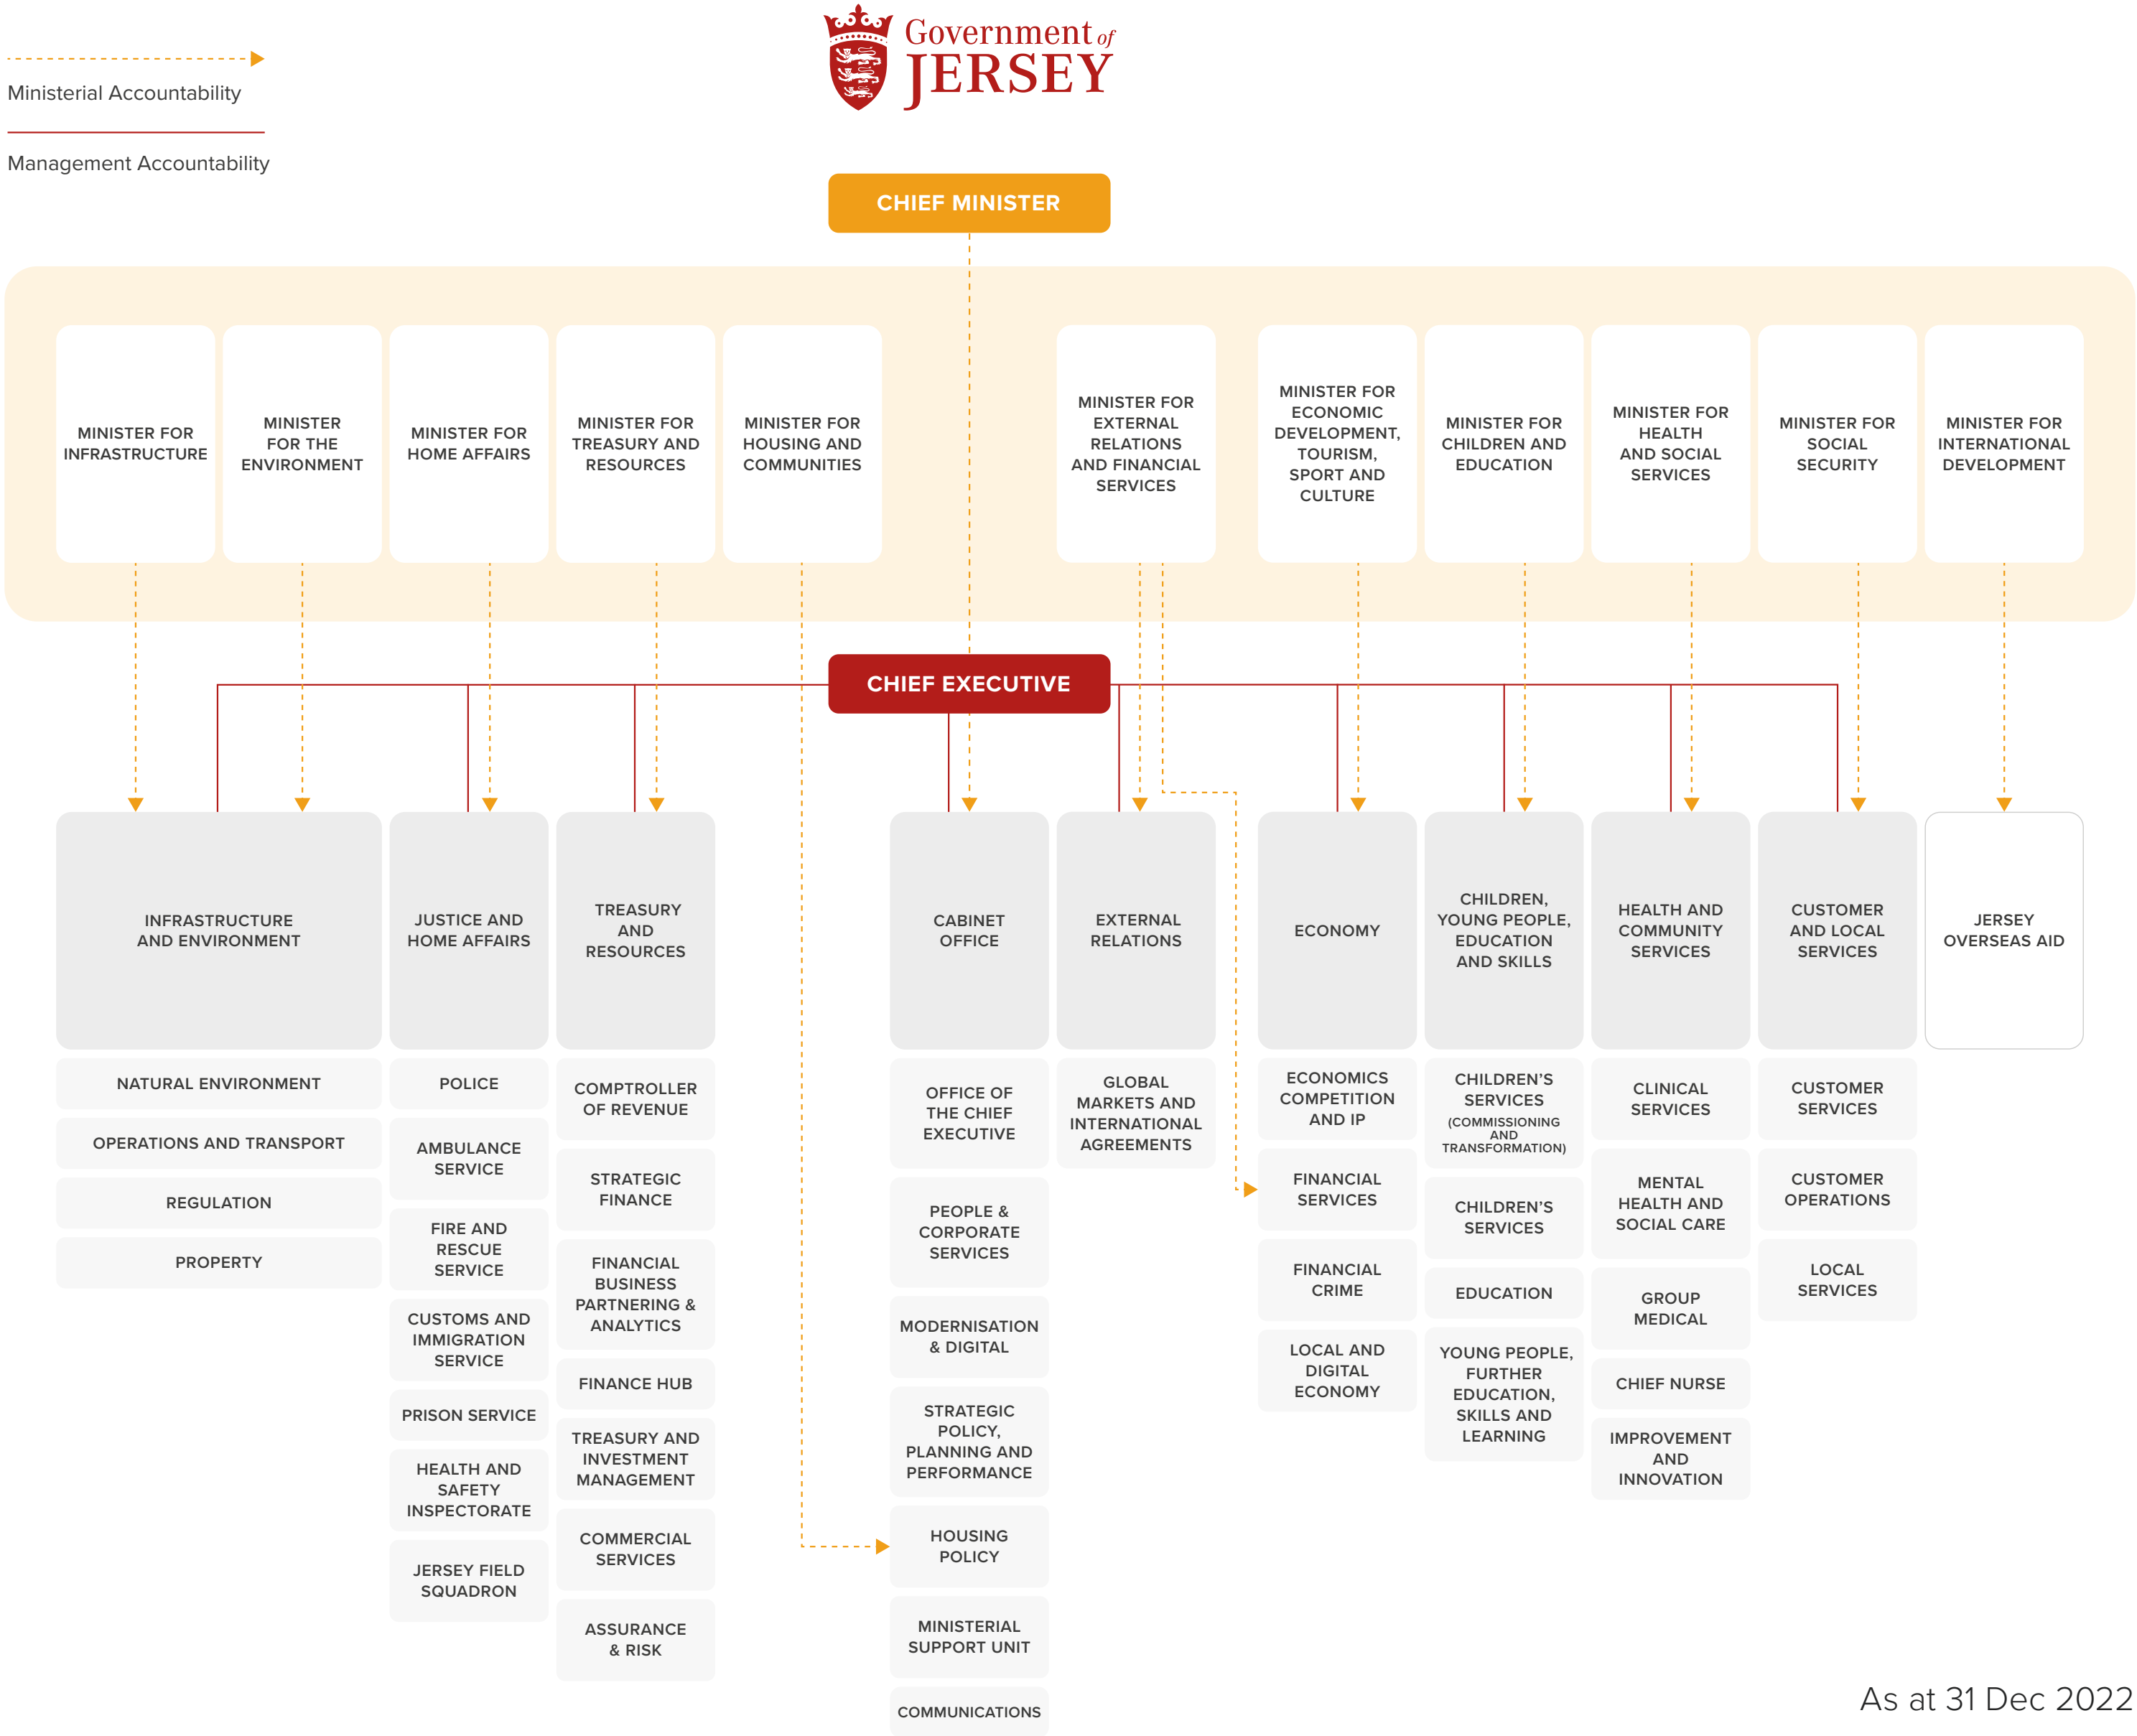 Government of
JERSEY
Ministerial Accountability
Management Accountability
CHIEF MINISTER
MINISTER FOR
INFRASTRUCTURE
MINISTER
FOR THE
ENVIRONMENT
MINISTER FOR
HOME AFFAIRS
MINISTER FOR
TREASURY AND
RESOURCES
MINISTER FOR
HOUSING AND
COMMUNITIES
MINISTER FOR
EXTERNAL
RELATIONS
AND FINANCIAL
SERVICES
MINISTER FOR
ECONOMIC
DEVELOPMENT,
TOURISM,
SPORT AND
CULTURE
MINISTER FOR
CHILDREN AND
EDUCATION
MINISTER FOR
HEALTH
AND SOCIAL
SERVICES
MINISTER FOR
SOCIAL
SECURITY
MINISTER FOR
INTERNATIONAL
DEVELOPMENT
CHIEF EXECUTIVE
INFRASTRUCTURE
AND ENVIRONMENT
JUSTICE AND
HOME AFFAIRS
TREASURY
AND
RESOURCES
CABINET
OFFICE
EXTERNAL
RELATIONS
ECONOMY
CHILDREN,
YOUNG PEOPLE,
EDUCATION
AND SKILLS
HEALTH AND
COMMUNITY
SERVICES
CUSTOMER
AND LOCAL
SERVICES
JERSEY
OVERSEAS AID
NATURAL ENVIRONMENT
OPERATIONS AND TRANSPORT
REGULATION
PROPERTY
POLICE
AMBULANCE
SERVICE
FIRE AND
RESCUE
SERVICE
CUSTOMS AND
IMMIGRATION
SERVICE
PRISON SERVICE
HEALTH AND
SAFETY
INSPECTORATE
JERSEY FIELD
SQUADRON
COMPTROLLER
OF REVENUE
STRATEGIC
FINANCE
FINANCIAL
BUSINESS
PARTNERING &
ANALYTICS
FINANCE HUB
TREASURY AND
INVESTMENT
MANAGEMENT
COMMERCIAL
SERVICES
ASSURANCE
& RISK
OFFICE OF
THE CHIEF
EXECUTIVE
PEOPLE &
CORPORATE
SERVICES
MODERNISATION
& DIGITAL
STRATEGIC
POLICY,
PLANNING AND
PERFORMANCE
HOUSING
POLICY
MINISTERIAL
SUPPORT UNIT
COMMUNICATIONS
GLOBAL
MARKETS AND
INTERNATIONAL
AGREEMENTS
ECONOMICS
COMPETITION
AND IP
FINANCIAL
SERVICES
FINANCIAL
CRIME
LOCAL AND
DIGITAL
ECONOMY
CHILDREN'S
SERVICES
(COMMISSIONING
AND
TRANSFORMATION)
CHILDREN'S
SERVICES
EDUCATION
YOUNG PEOPLE,
FURTHER
EDUCATION,
SKILLS AND
LEARNING
CLINICAL
SERVICES
MENTAL
HEALTH AND
SOCIAL CARE
GROUP
MEDICAL
CHIEF NURSE
IMPROVEMENT
AND
INNOVATION
CUSTOMER
SERVICES
CUSTOMER
OPERATIONS
LOCAL
SERVICES
As at 31 Dec 2022